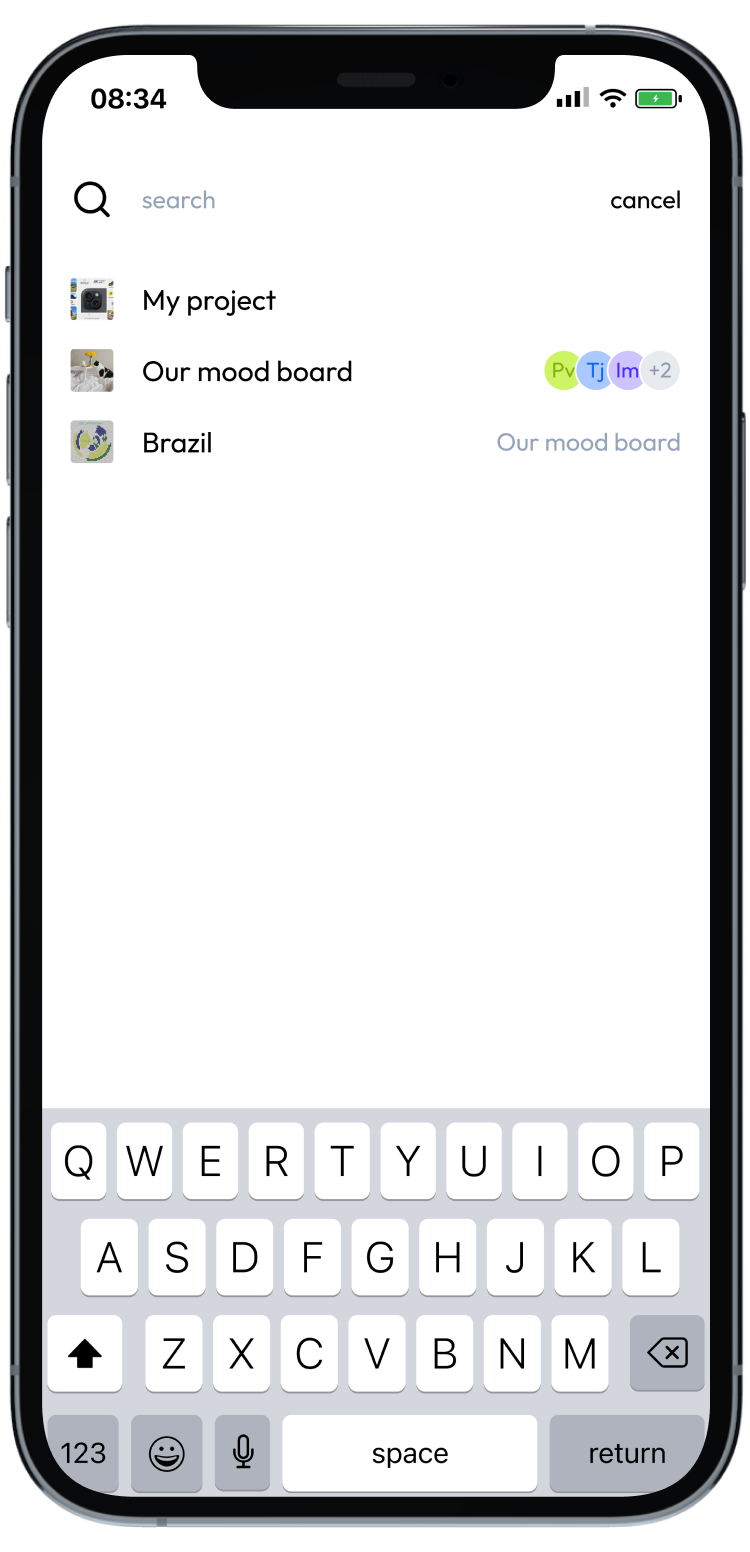 08:34
search cancel
My project
Our mood board Pv Tj Im +2
Brazil Our mood board
Q W E R T Y U I O P
A S D F G H J K L
Z X C V B N M
123 space return